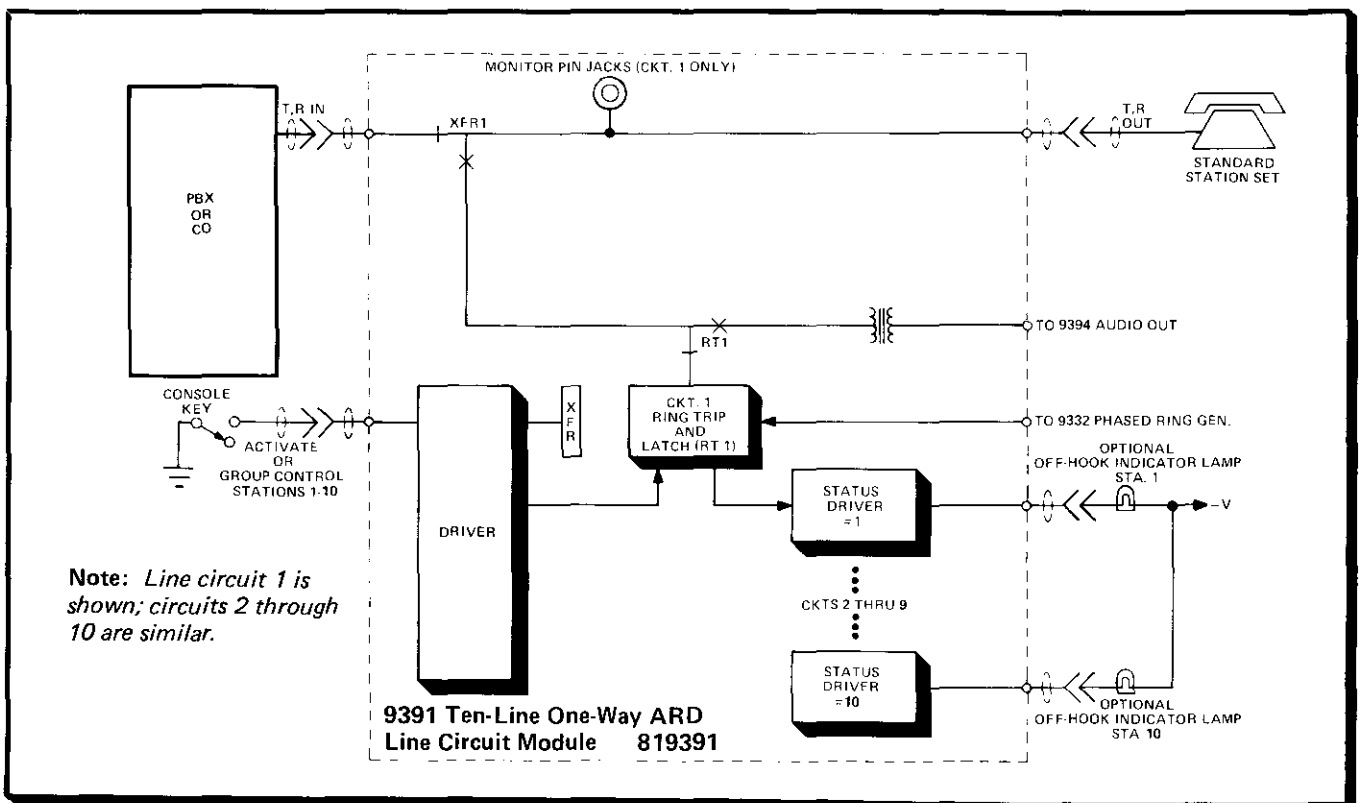 MONITOR PIN JACKS (CKT. 1 ONLY)
T,R IN
XFR1
T,R
OUT
STANDARD
STATION SET
PBX
OR
CO
TO 9394 AUDIO OUT
RT1
CONSOLE
KEY
ACTIVATE
OR
GROUP CONTROL
STATIONS 1-10
XFR
CKT. 1
RING TRIP
AND
LATCH (RT 1)
TO 9332 PHASED RING GEN.
OPTIONAL
OFF-HOOK INDICATOR LAMP
STA. 1
DRIVER
STATUS
DRIVER
=1
-V
Note: Line circuit 1 is
shown; circuits 2 through
10 are similar.
CKTS 2 THRU 9
STATUS
DRIVER
=10
OPTIONAL
OFF-HOOK INDICATOR LAMP
STA. 10
9391 Ten-Line One-Way ARD
Line Circuit Module 819391